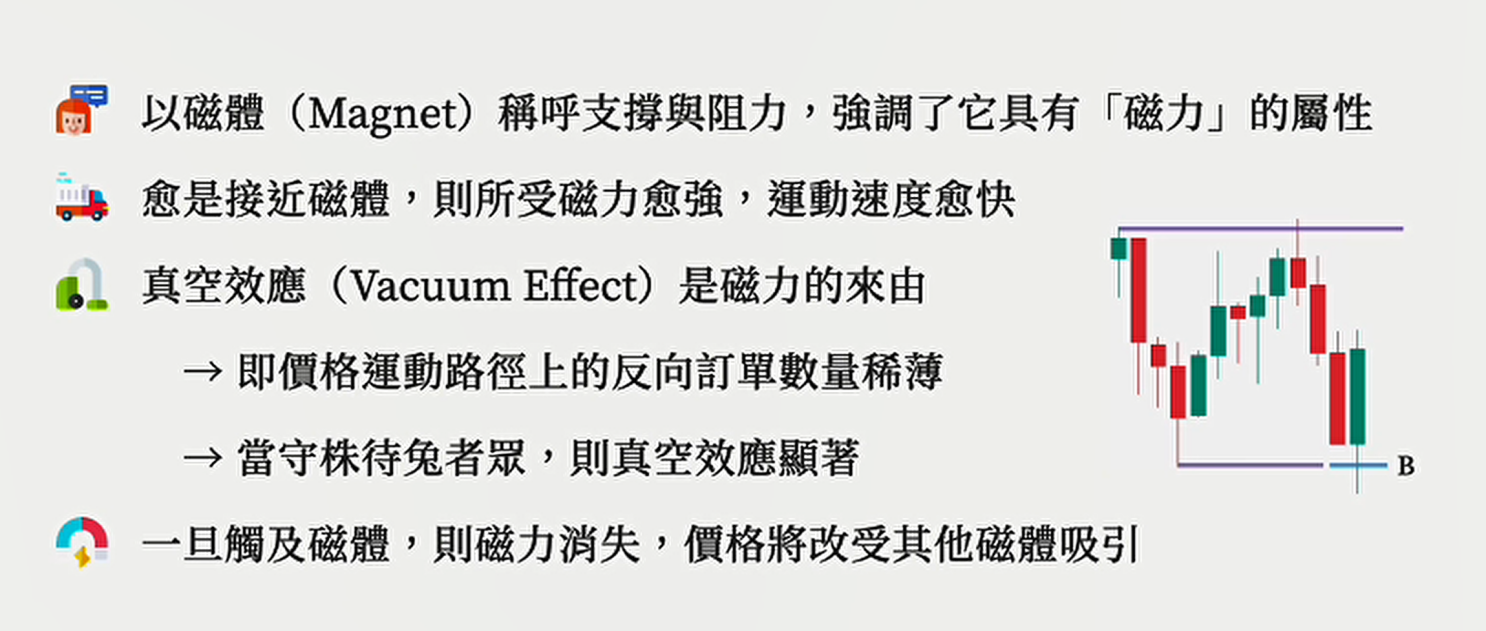 以磁體（Magnet）稱呼支撐與阻力，強調了它具有「磁力」的屬性
愈是接近磁體，則所受磁力愈強，運動速度愈快
真空效應（Vacuum Effect）是磁力的來由
→ 即價格運動路徑上的反向訂單數量稀薄
→ 當守株待兔者眾，則真空效應顯著
B
一旦觸及磁體，則磁力消失，價格將改受其他磁體吸引